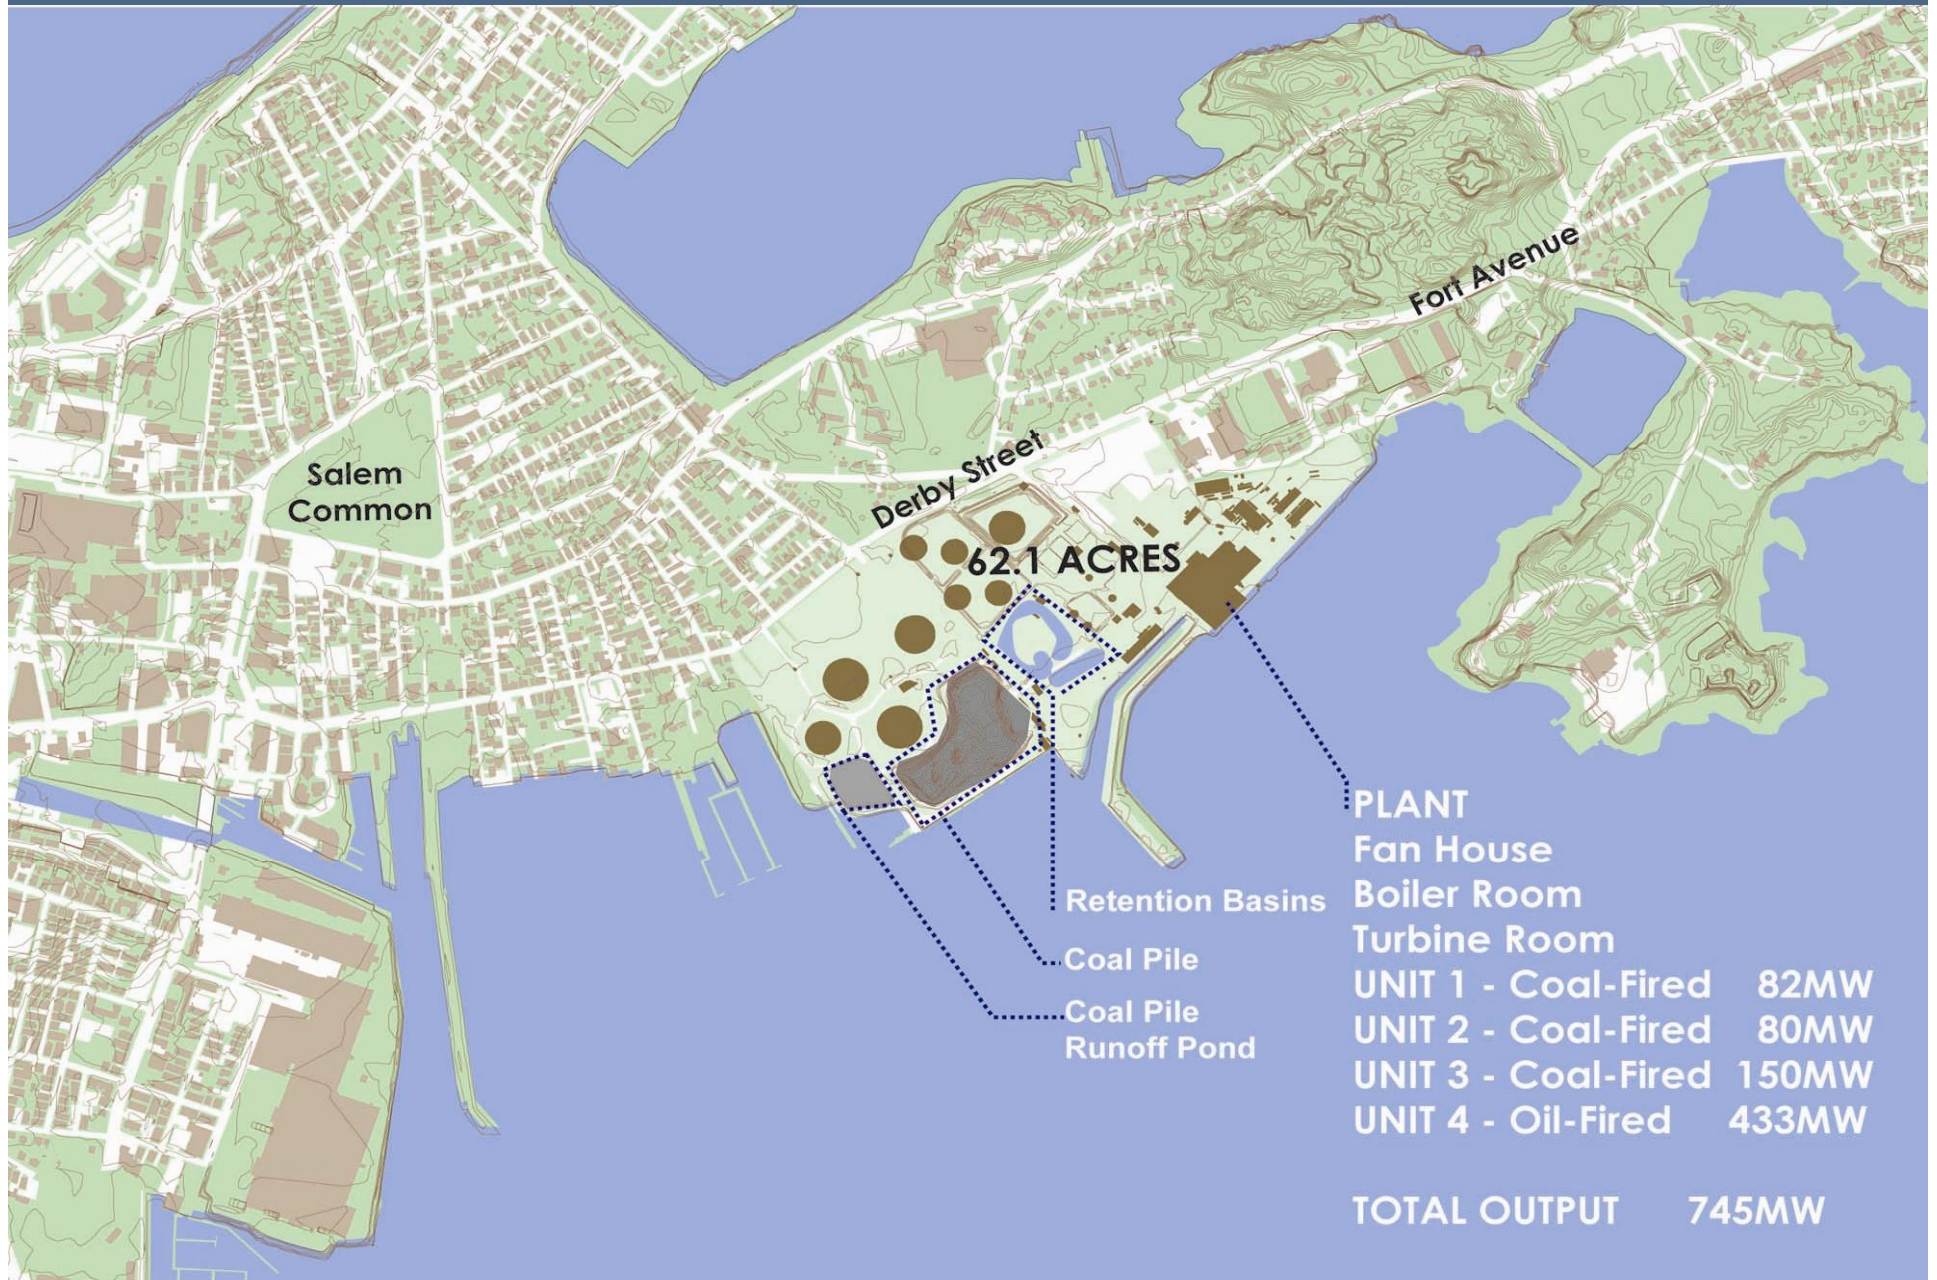 Fort Avenue
Derby Street
Salem
Common
62.1 ACRES
Retention Basins
Coal Pile
Coal Pile
Runoff Pond
PLANT
Fan House
Boiler Room
Turbine Room
UNIT 1 - Coal-Fired 82MW
UNIT 2 - Coal-Fired 80MW
UNIT 3 - Coal-Fired 150MW
UNIT 4 - Oil-Fired 433MW
TOTAL OUTPUT 745MW